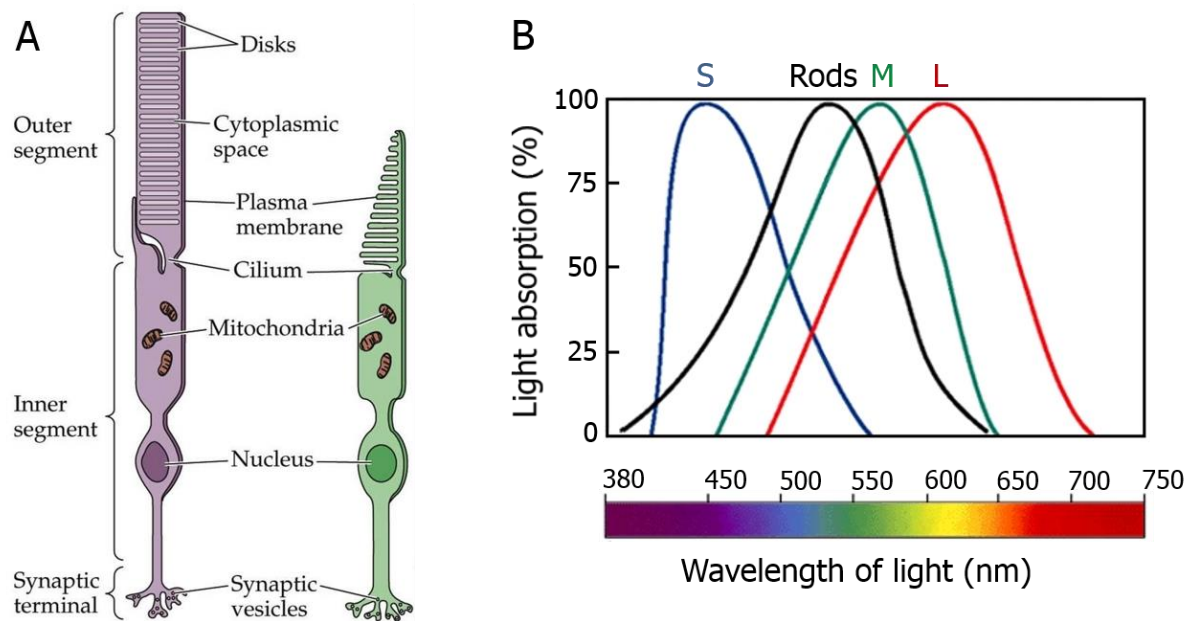 A
Disks
Outer
segment
Cytoplasmic
space
Plasma
membrane
Cilium
Mitochondria
Inner
segment
Nucleus
Synaptic
terminal
Synaptic
vesicles
B
S Rods M L
Light absorption (%)
100
75
50
25
0
380 450 500 550 600 650 700 750
Wavelength of light (nm)